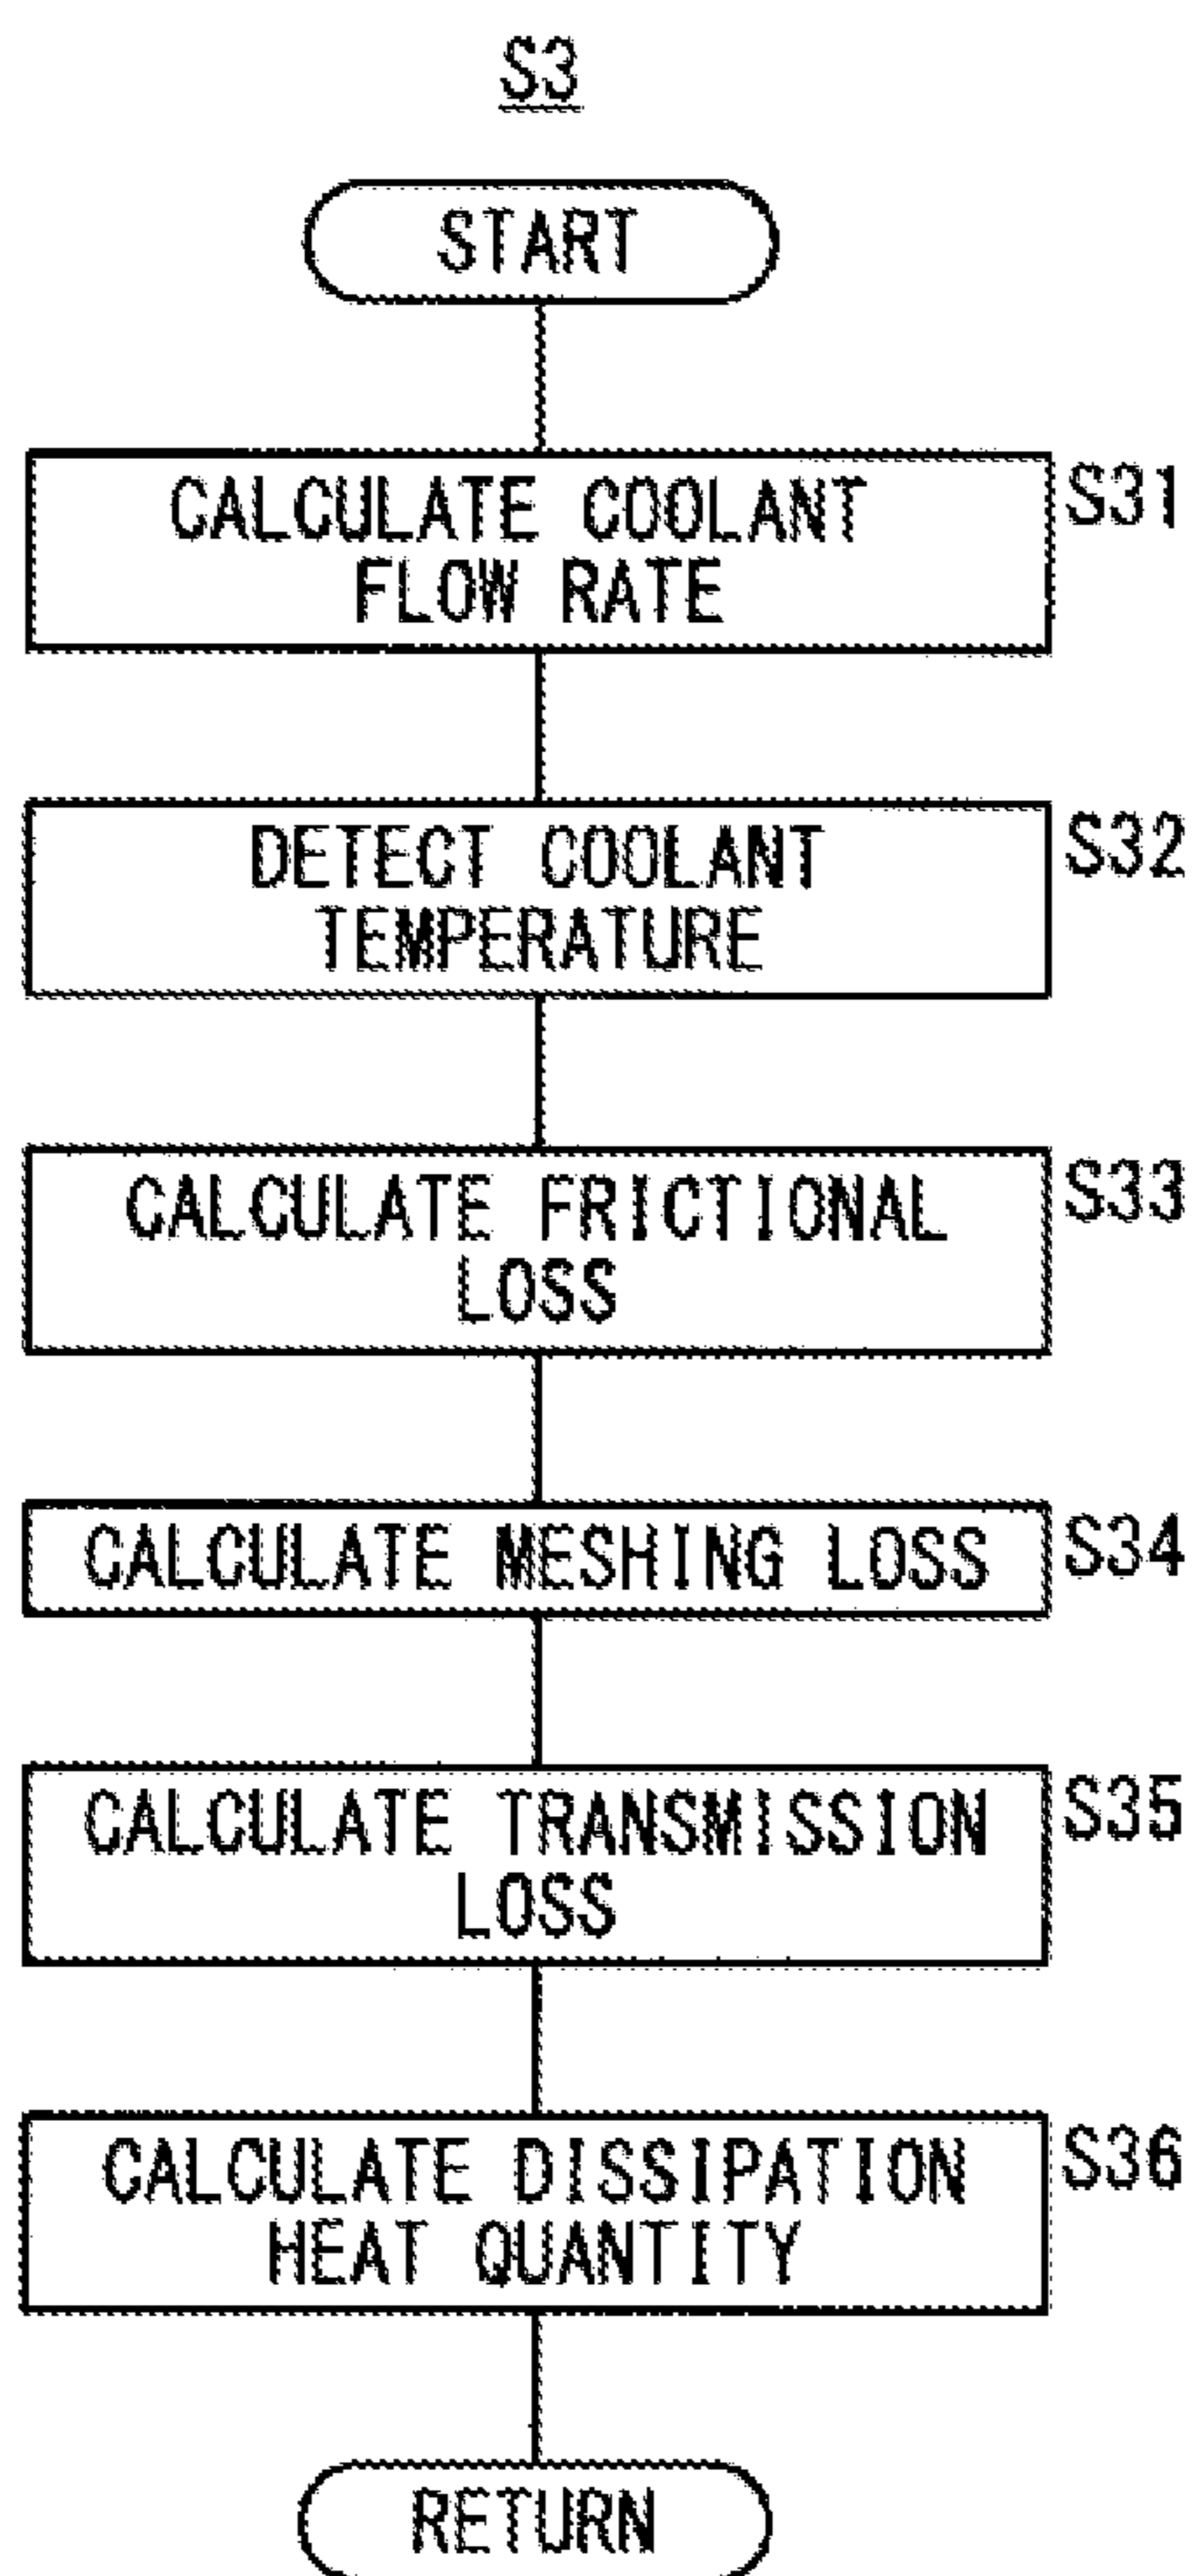 S3
START
CALCULATE COOLANT
FLOW RATE
S31
DETECT COOLANT
TEMPERATURE
S32
CALCULATE FRICTIONAL
LOSS
S33
CALCULATE MESHING LOSS
S34
CALCULATE TRANSMISSION
LOSS
S35
CALCULATE DISSIPATION
HEAT QUANTITY
S36
RETURN